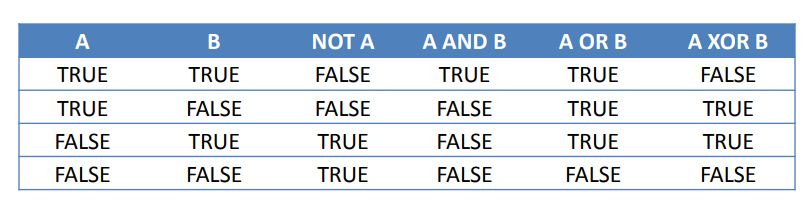 A B NOT A A AND B A OR B A XOR B
TRUE TRUE FALSE TRUE TRUE FALSE
TRUE FALSE FALSE FALSE TRUE TRUE
FALSE TRUE TRUE FALSE TRUE TRUE
FALSE FALSE TRUE FALSE FALSE FALSE